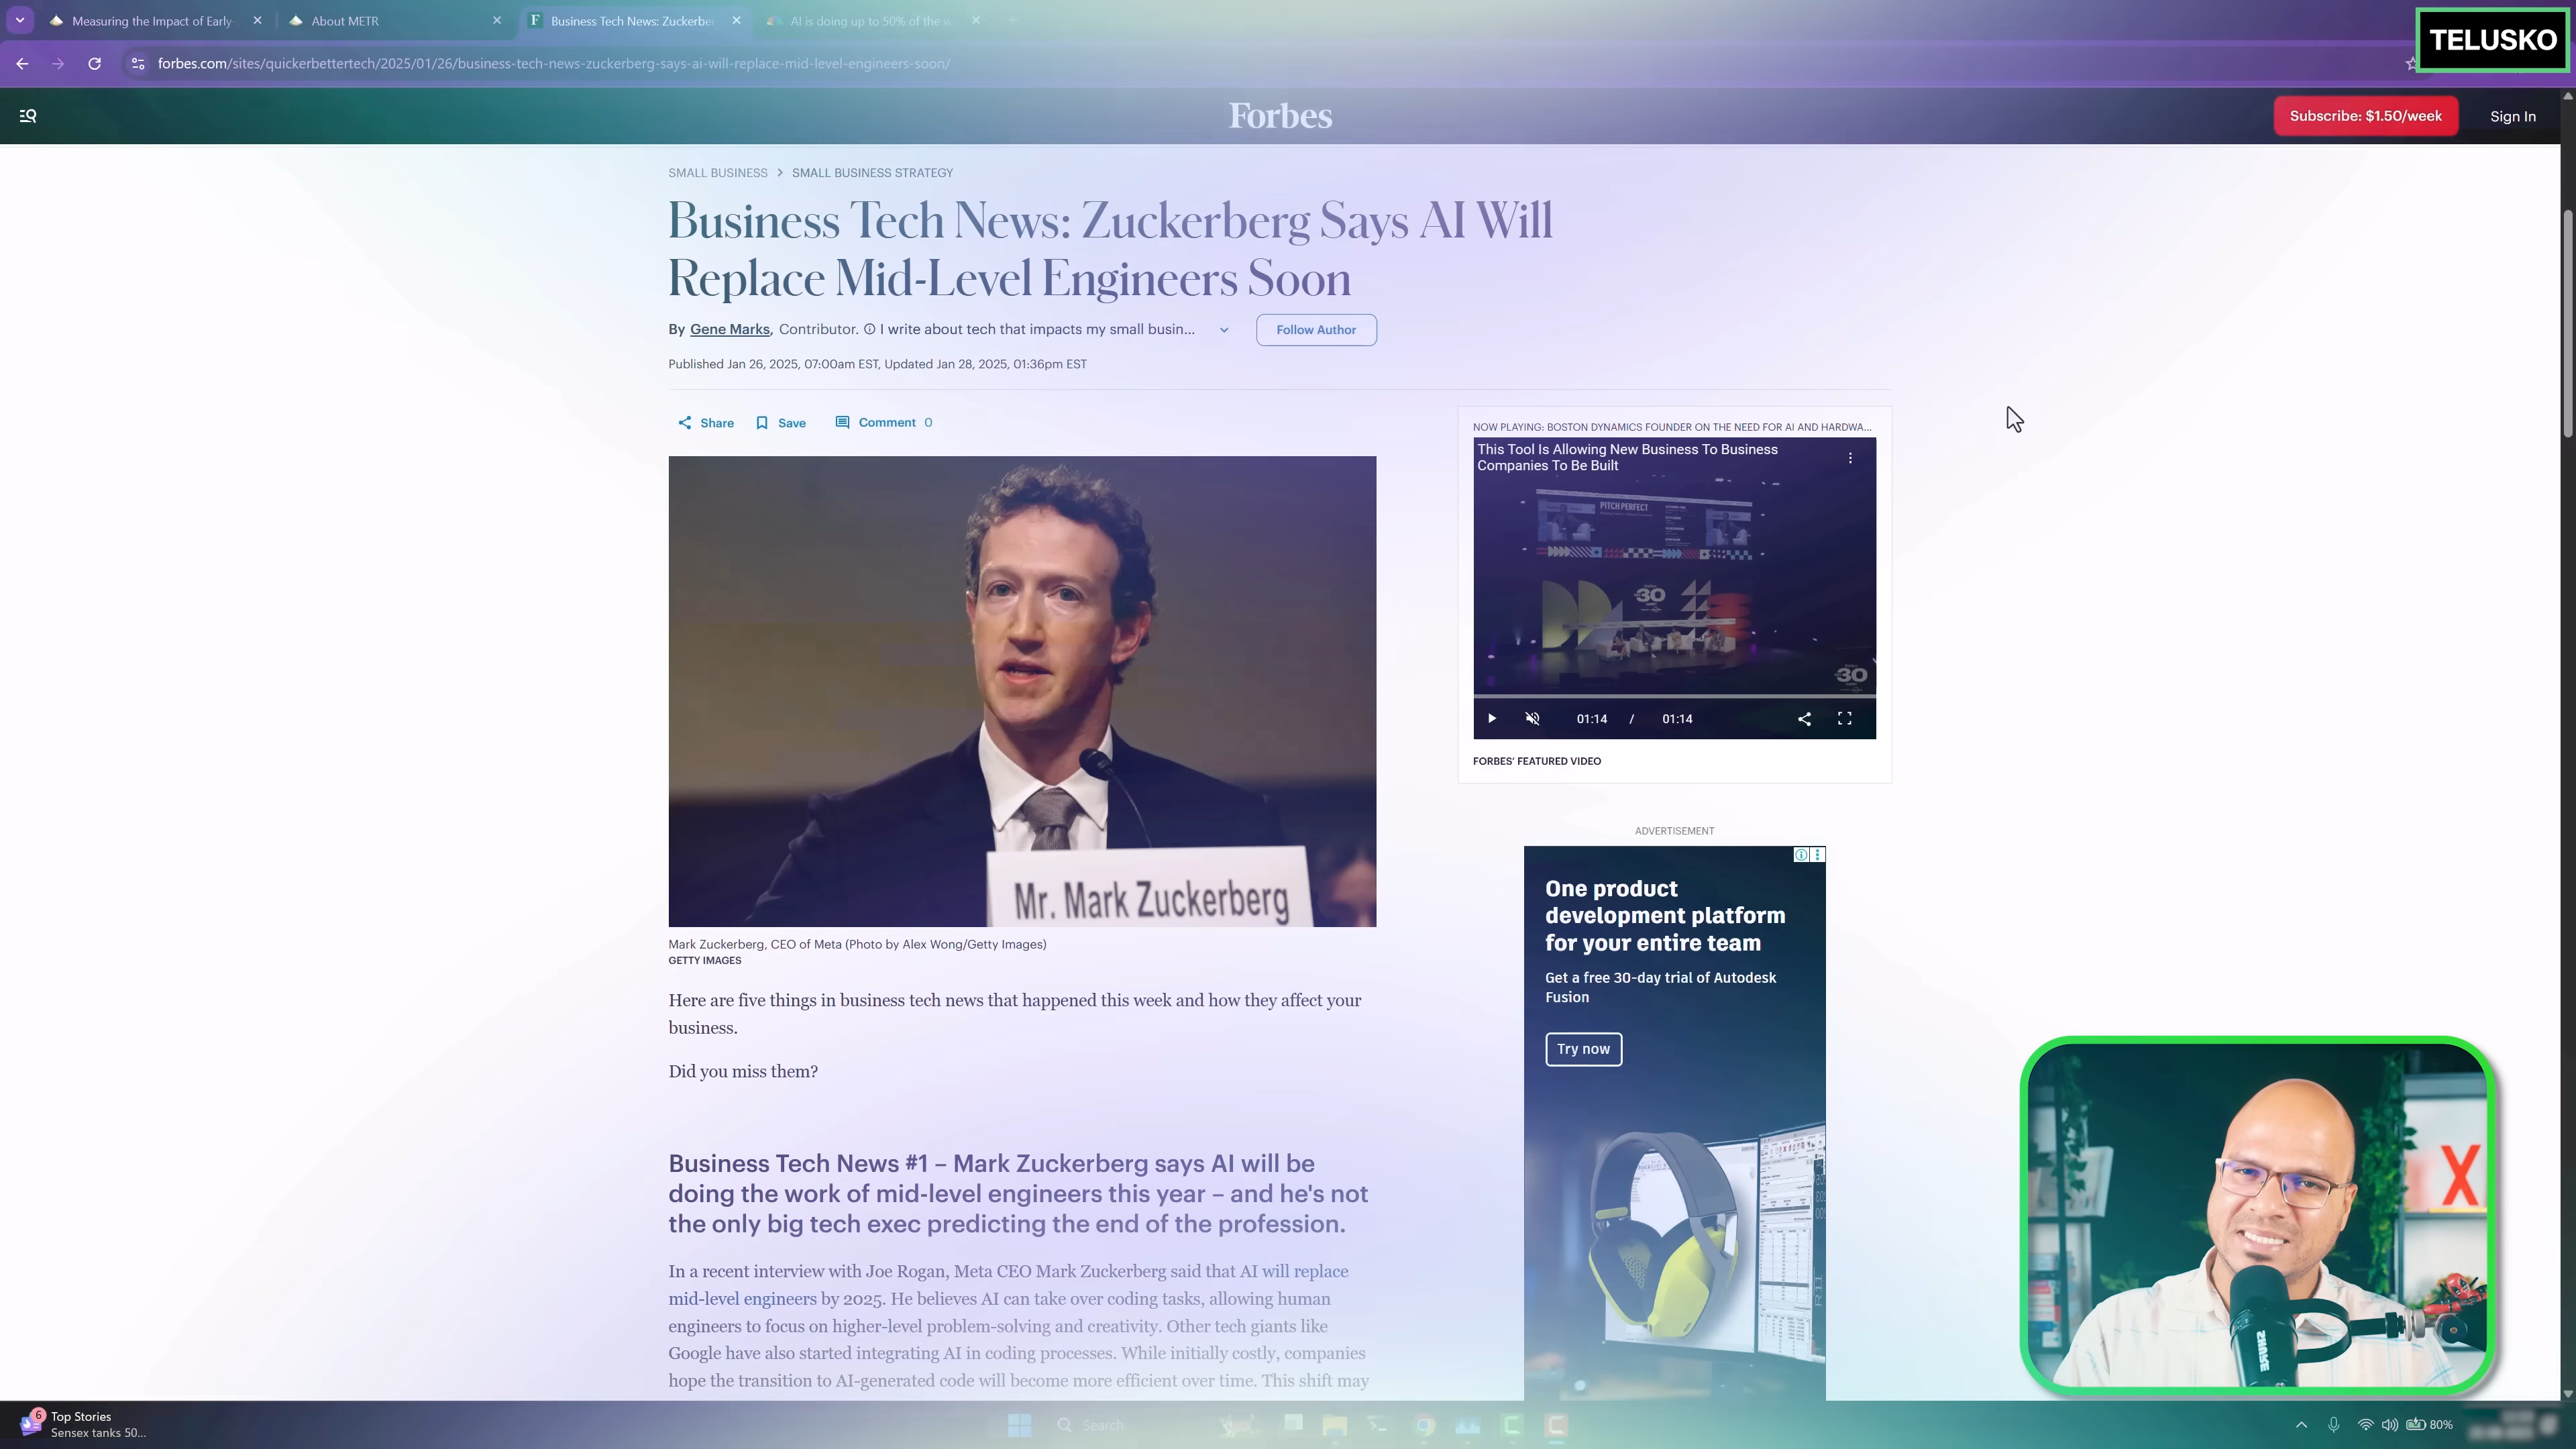 Measuring the Impact of Early
About METR
Business Tech News: Zuckerber
AI is doing up to 50% of the w
TELUSKO
forbes.com/sites/quickerbettertech/2025/01/26/business-tech-news-zuckerberg-says-ai-will-replace-mid-level-engineers-soon/
Forbes
Subscribe: $1.50/week
Sign In
SMALL BUSINESS > SMALL BUSINESS STRATEGY
Business Tech News: Zuckerberg Says AI Will
Replace Mid-Level Engineers Soon
By Gene Marks, Contributor. I write about tech that impacts my small busin...
Follow Author
Published Jan 26, 2025, 07:00am EST, Updated Jan 28, 2025, 01:36pm EST
Share Save Comment 0
Mr. Mark Zuckerberg
Mark Zuckerberg, CEO of Meta (Photo by Alex Wong/Getty Images)
GETTY IMAGES
Here are five things in business tech news that happened this week and how they affect your
business.
Did you miss them?
Business Tech News #1 – Mark Zuckerberg says AI will be
doing the work of mid-level engineers this year – and he's not
the only big tech exec predicting the end of the profession.
In a recent interview with Joe Rogan, Meta CEO Mark Zuckerberg said that AI will replace
mid-level engineers by 2025. He believes AI can take over coding tasks, allowing human
engineers to focus on higher-level problem-solving and creativity. Other tech giants like
Google have also started integrating AI in coding processes. While initially costly, companies
hope the transition to AI-generated code will become more efficient over time. This shift may
NOW PLAYING: BOSTON DYNAMICS FOUNDER ON THE NEED FOR AI AND HARDWA...
This Tool Is Allowing New Business To Business
Companies To Be Built
PITCH PERFECT
30
30
01:14 / 01:14
FORBES' FEATURED VIDEO
ADVERTISEMENT
One product
development platform
for your entire team
Get a free 30-day trial of Autodesk
Fusion
Try now
X
SHURE
6
Top Stories
Sensex tanks 50...
Search
80%